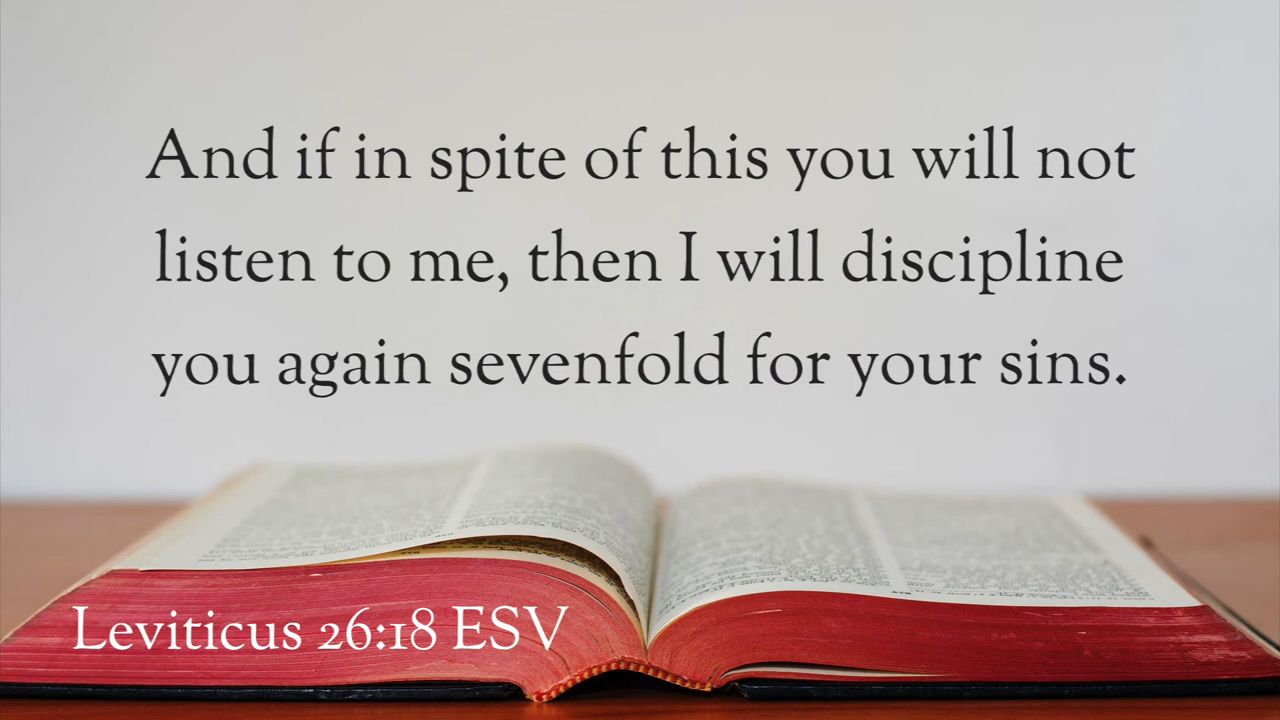 And if in spite of this you will not
listen to me, then I will discipline
you again sevenfold for your sins.
Leviticus 26:18 ESV